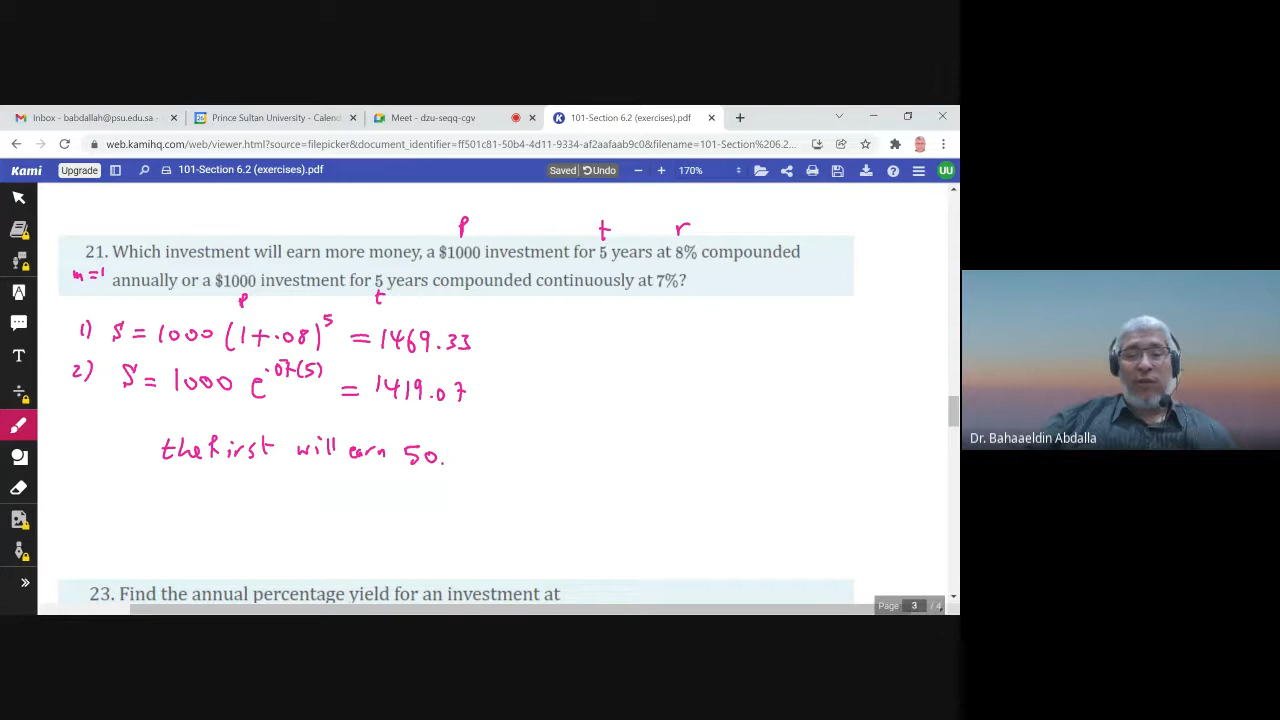 Inbox - babdallah@psu.edu.sa - 
Prince Sultan University - Calend
Meet - dzu-seqq-cgv
101-Section 6.2 (exercises).pdf
web.kamihq.com/web/viewer.html?source=filepicker&document_identifier=ff501c81-50b4-4d11-9334-af2aafaab9c0&filename=101-Section%206.2...
Kami Upgrade 101-Section 6.2 (exercises).pdf Saved Undo 170% UU
P t r
21. Which investment will earn more money, a $1000 investment for 5 years at 8% compounded
m=1 annually or a $1000 investment for 5 years compounded continuously at 7%?
P t
1) S = 1000 (1+.08)^5 = 1469.33
2) S = 1000 e^.07(5) = 1419.07
the first will earn 50.
Dr. Bahaaeldin Abdalla
23. Find the annual percentage yield for an investment at
Page 3 / 4